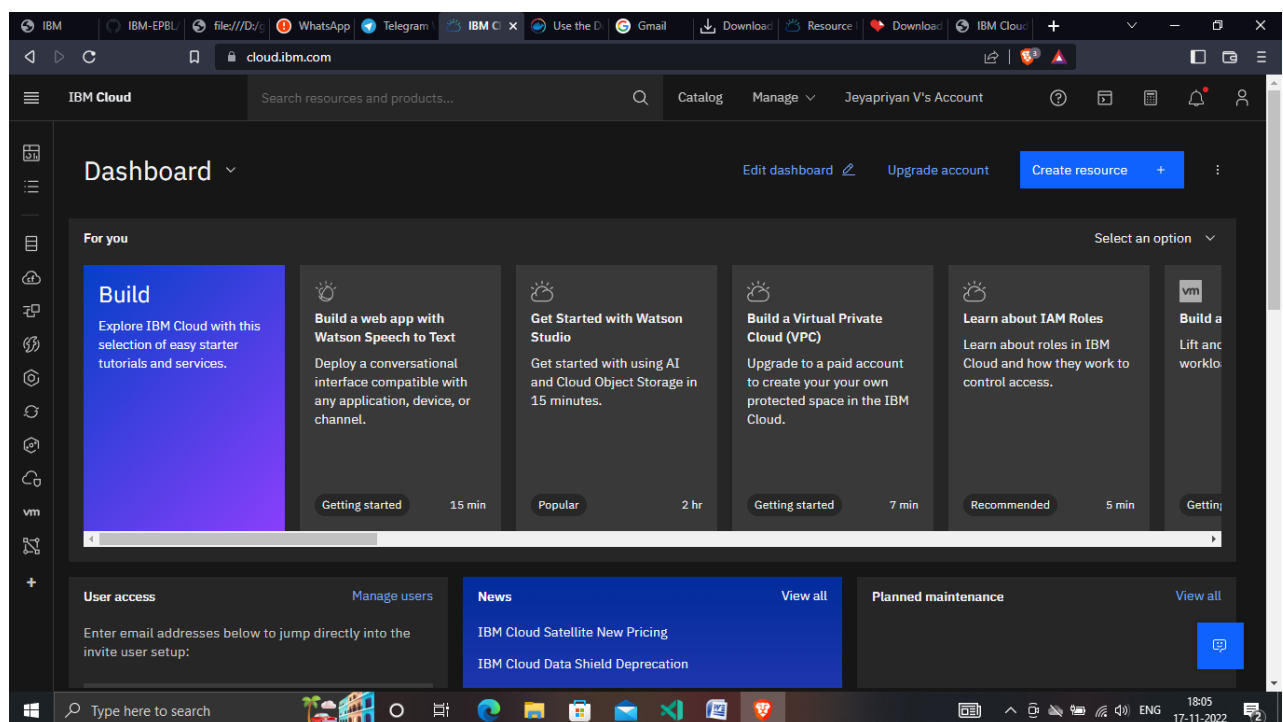 IBM
IBM-EPBL/
file:///D:/g
WhatsApp
Telegram
IBM Cl
Use the D
Gmail
Download
Resource
Download
IBM Cloud
cloud.ibm.com
3
IBM Cloud
Search resources and products...
Catalog
Manage
Jeyapriyan V's Account
Dashboard
Edit dashboard
Upgrade account
Create resource +
For you
Select an option
Build
Explore IBM Cloud with this
selection of easy starter
tutorials and services.
Build a web app with
Watson Speech to Text
Deploy a conversational
interface compatible with
any application, device, or
channel.
Getting started 15 min
Get Started with Watson
Studio
Get started with using AI
and Cloud Object Storage in
15 minutes.
Popular 2 hr
Build a Virtual Private
Cloud (VPC)
Upgrade to a paid account
to create your your own
protected space in the IBM
Cloud.
Getting started 7 min
Learn about IAM Roles
Learn about roles in IBM
Cloud and how they work to
control access.
Recommended 5 min
vm
Build a
Lift and
worklo
Getting
vm
User access
Manage users
Enter email addresses below to jump directly into the
invite user setup:
News
View all
IBM Cloud Satellite New Pricing
IBM Cloud Data Shield Deprecation
Planned maintenance
View all
Type here to search
ENG
18:05
17-11-2022
2